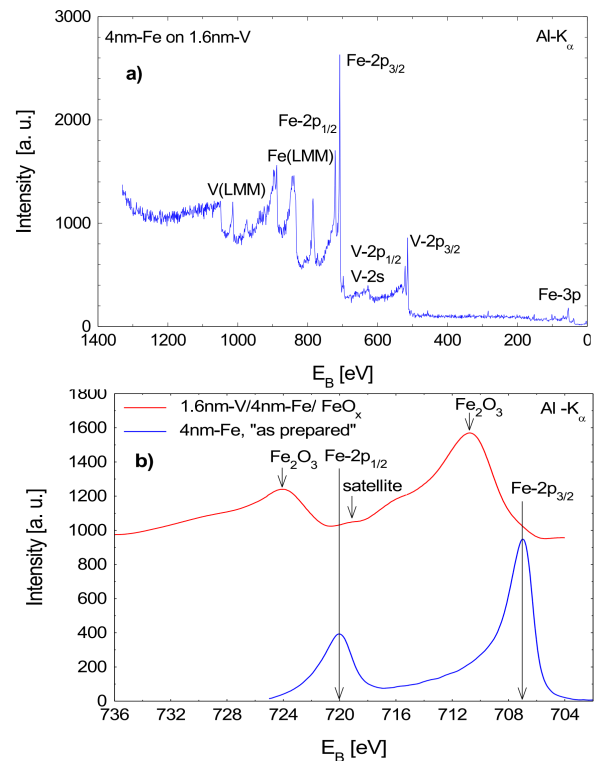 4nm-Fe on 1.6nm-V
Al-Kα
a)
Fe-2p3/2
Fe-2p1/2
Fe(LMM)
V(LMM)
V-2p1/2
V-2p3/2
V-2s
Fe-3p
Intensity [a. u.]
3000
2000
1000
0
1400 1200 1000 800 600 400 200 0
EB [eV]
1.6nm-V/4nm-Fe/ FeOx
4nm-Fe, "as prepared"
Al -Kα
b)
Fe2O3
Fe2O3
Fe-2p1/2
satellite
Fe-2p3/2
Intensity [a. u.]
1800
1600
1400
1200
1000
800
600
400
200
0
736 732 728 724 720 716 711 707 704
EB [eV]